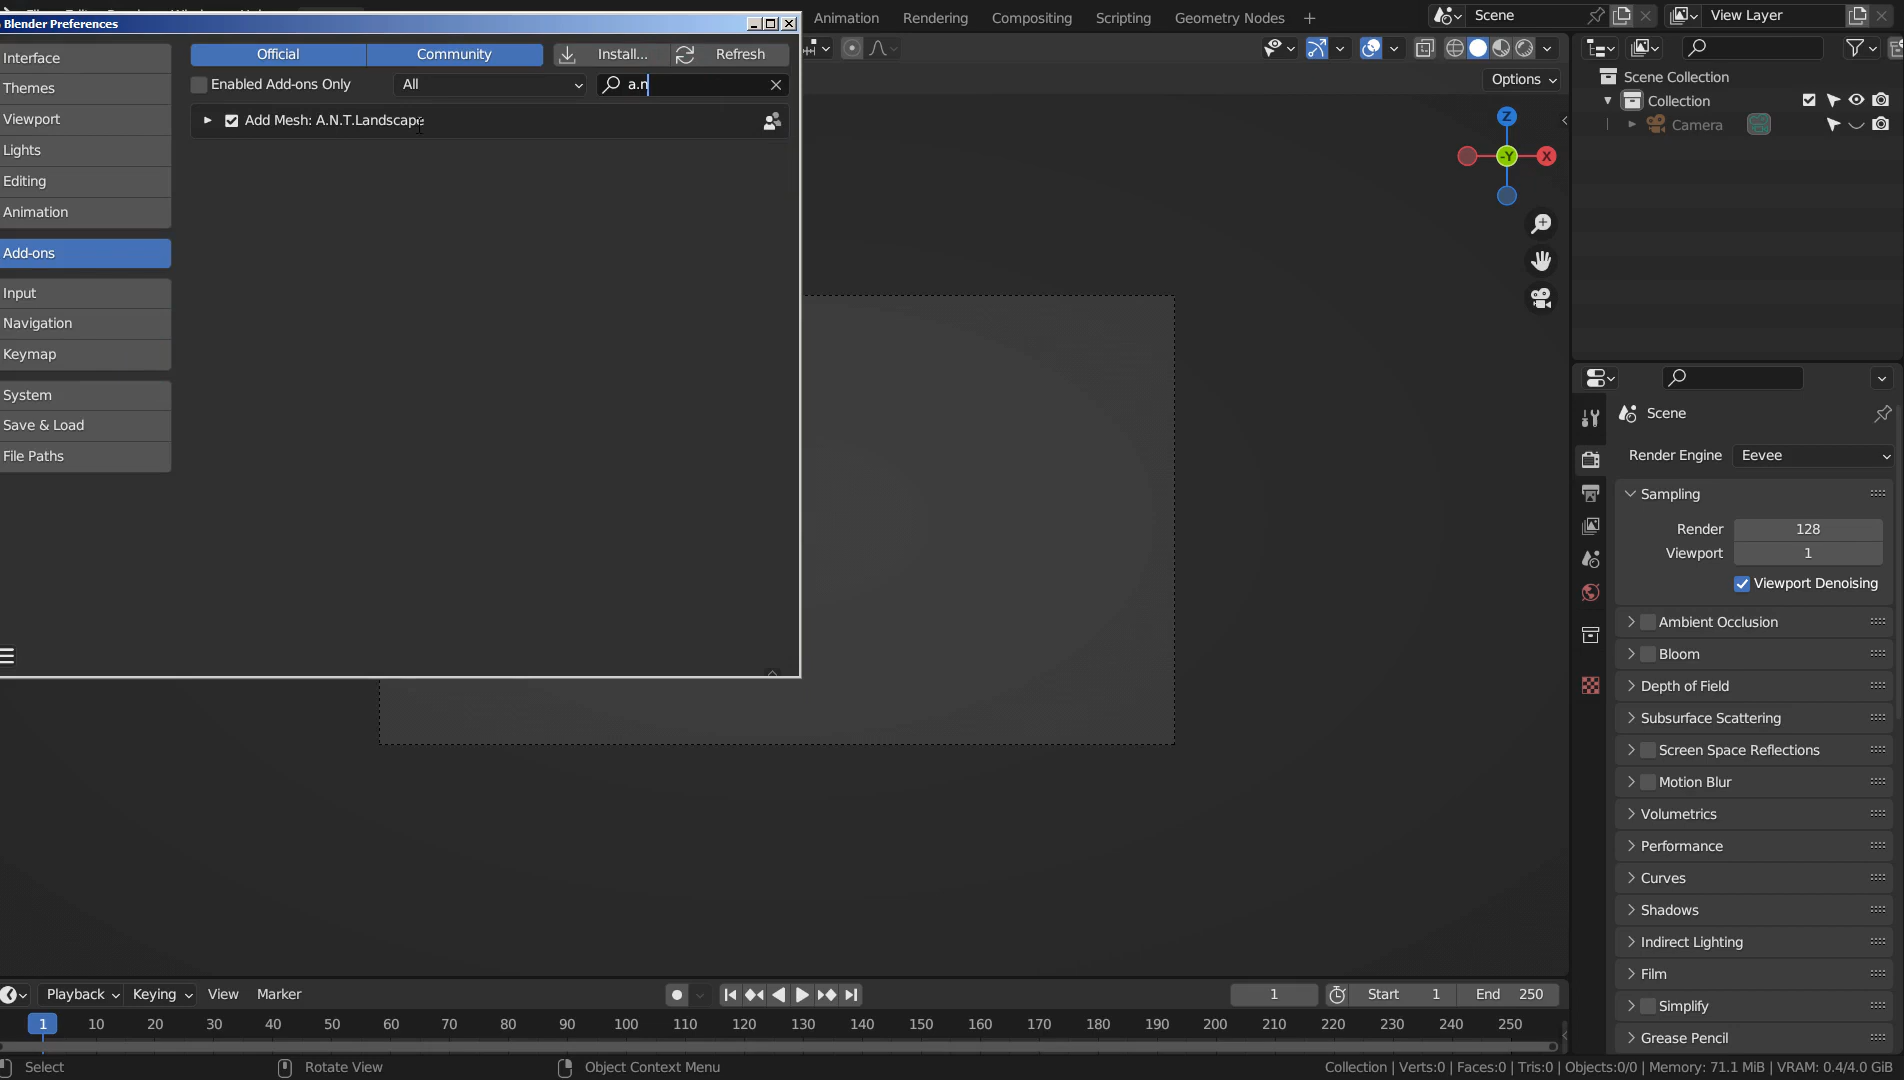 Blender Preferences
Animation
Rendering
Compositing
Scripting
Geometry Nodes
Scene
View Layer
Interface
Themes
Viewport
Lights
Editing
Animation
Add-ons
Input
Navigation
Keymap
System
Save & Load
File Paths
Official
Community
Install...
Refresh
Enabled Add-ons Only
All
a.n
Add Mesh: A.N.T.Landscape
Options
Z
-Y
X
Scene Collection
Collection
Camera
Scene
Render Engine Eevee
Sampling
Render 128
Viewport 1
Viewport Denoising
Ambient Occlusion
Bloom
Depth of Field
Subsurface Scattering
Screen Space Reflections
Motion Blur
Volumetrics
Performance
Curves
Shadows
Indirect Lighting
Film
Simplify
Grease Pencil
Playback
Keying
View
Marker
1
Start 1
End 250
1 10 20 30 40 50 60 70 80 90 100 110 120 130 140 150 160 170 180 190 200 210 220 230 240 250
Select
Rotate View
Object Context Menu
Collection | Verts:0 | Faces:0 | Tris:0 | Objects:0/0 | Memory: 71.1 MiB | VRAM: 0.4/4.0 GiB